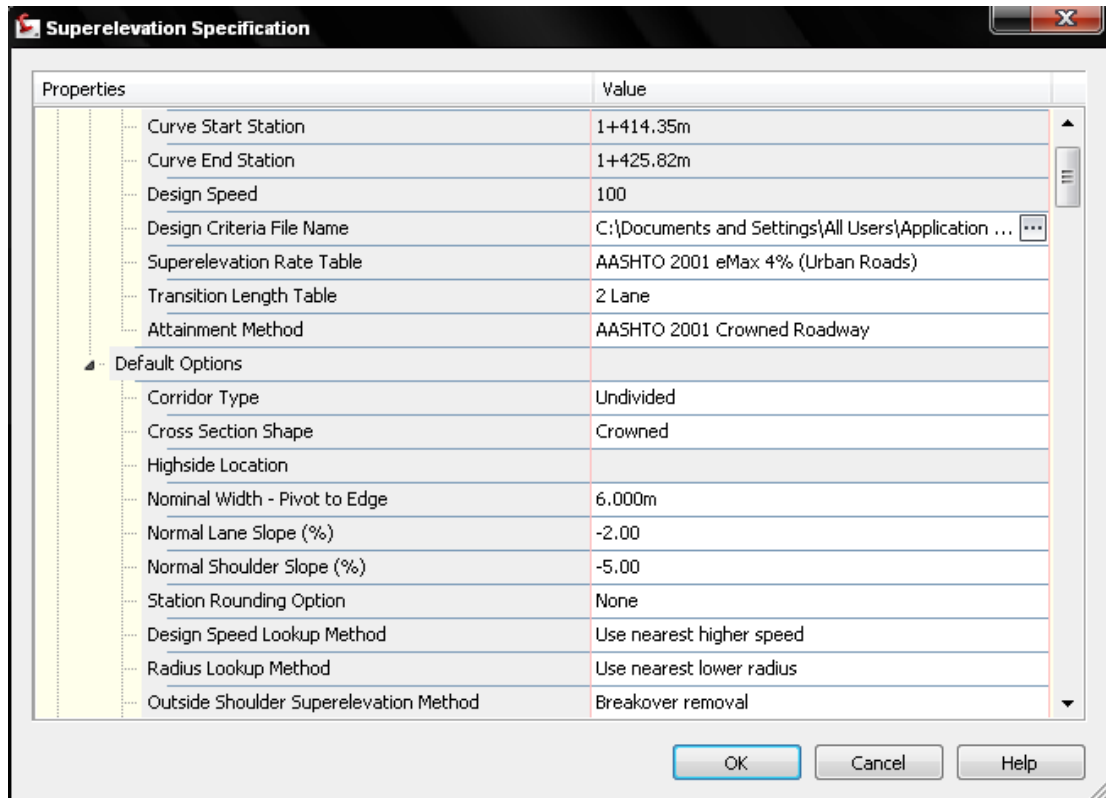 Superelevation Specification
Properties Value
Curve Start Station 1+414.35m
Curve End Station 1+425.82m
Design Speed 100
Design Criteria File Name C:\Documents and Settings\All Users\Application ... ...
Superelevation Rate Table AASHTO 2001 eMax 4% (Urban Roads)
Transition Length Table 2 Lane
Attainment Method AASHTO 2001 Crowned Roadway
Default Options
Corridor Type Undivided
Cross Section Shape Crowned
Highside Location
Nominal Width - Pivot to Edge 6.000m
Normal Lane Slope (%) -2.00
Normal Shoulder Slope (%) -5.00
Station Rounding Option None
Design Speed Lookup Method Use nearest higher speed
Radius Lookup Method Use nearest lower radius
Outside Shoulder Superelevation Method Breakover removal
OK Cancel Help